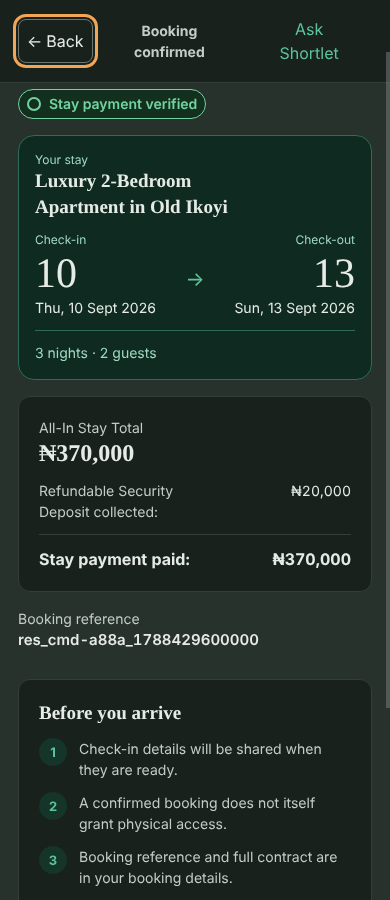 ← Back
Booking
confirmed
Ask
Shortlet
Stay payment verified
Your stay
Luxury 2-Bedroom
Apartment in Old Ikoyi
Check-in
Check-out
10
→
13
Thu, 10 Sept 2026
Sun, 13 Sept 2026
3 nights · 2 guests
All-In Stay Total
₦370,000
Refundable Security
Deposit collected:
₦20,000
Stay payment paid:
₦370,000
Booking reference
res_cmd-a88a_1788429600000
Before you arrive
1
Check-in details will be shared when
they are ready.
2
A confirmed booking does not itself
grant physical access.
3
Booking reference and full contract are
in your booking details.